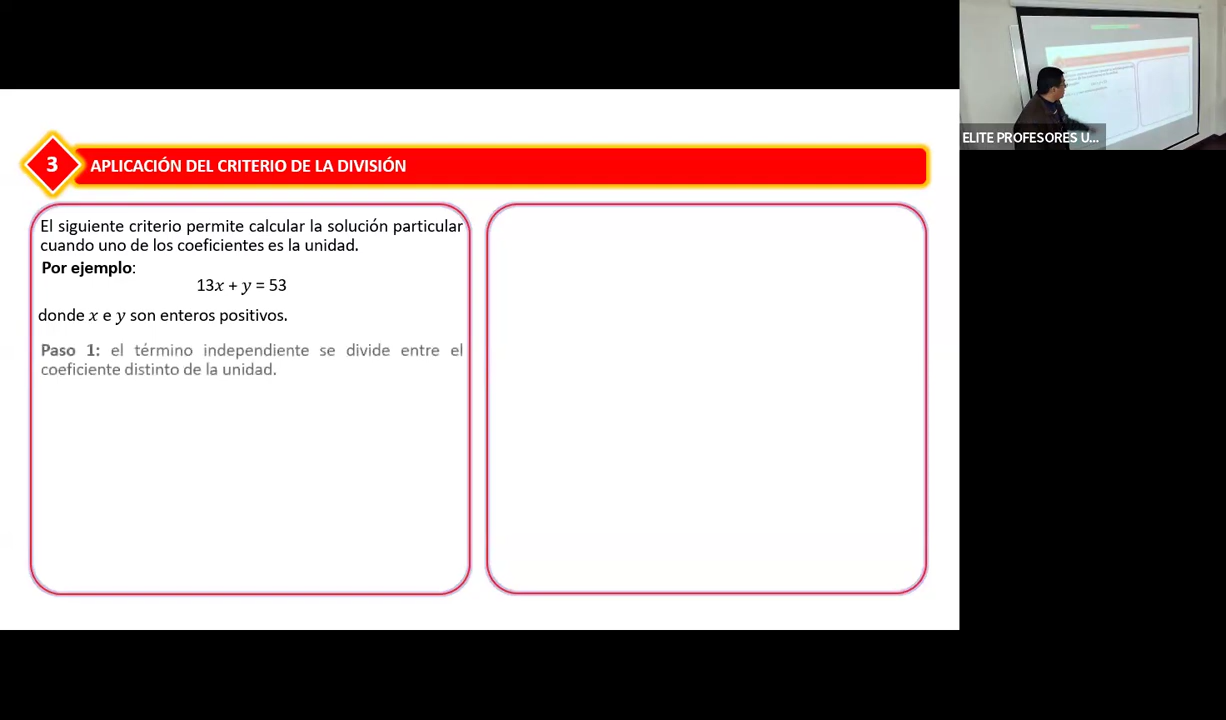 ELITE PROFESORES U...
3
APLICACIÓN DEL CRITERIO DE LA DIVISIÓN
El siguiente criterio permite calcular la solución particular
cuando uno de los coeficientes es la unidad.
Por ejemplo:
13x + y = 53
donde x e y son enteros positivos.
Paso 1: el término independiente se divide entre el
coeficiente distinto de la unidad.